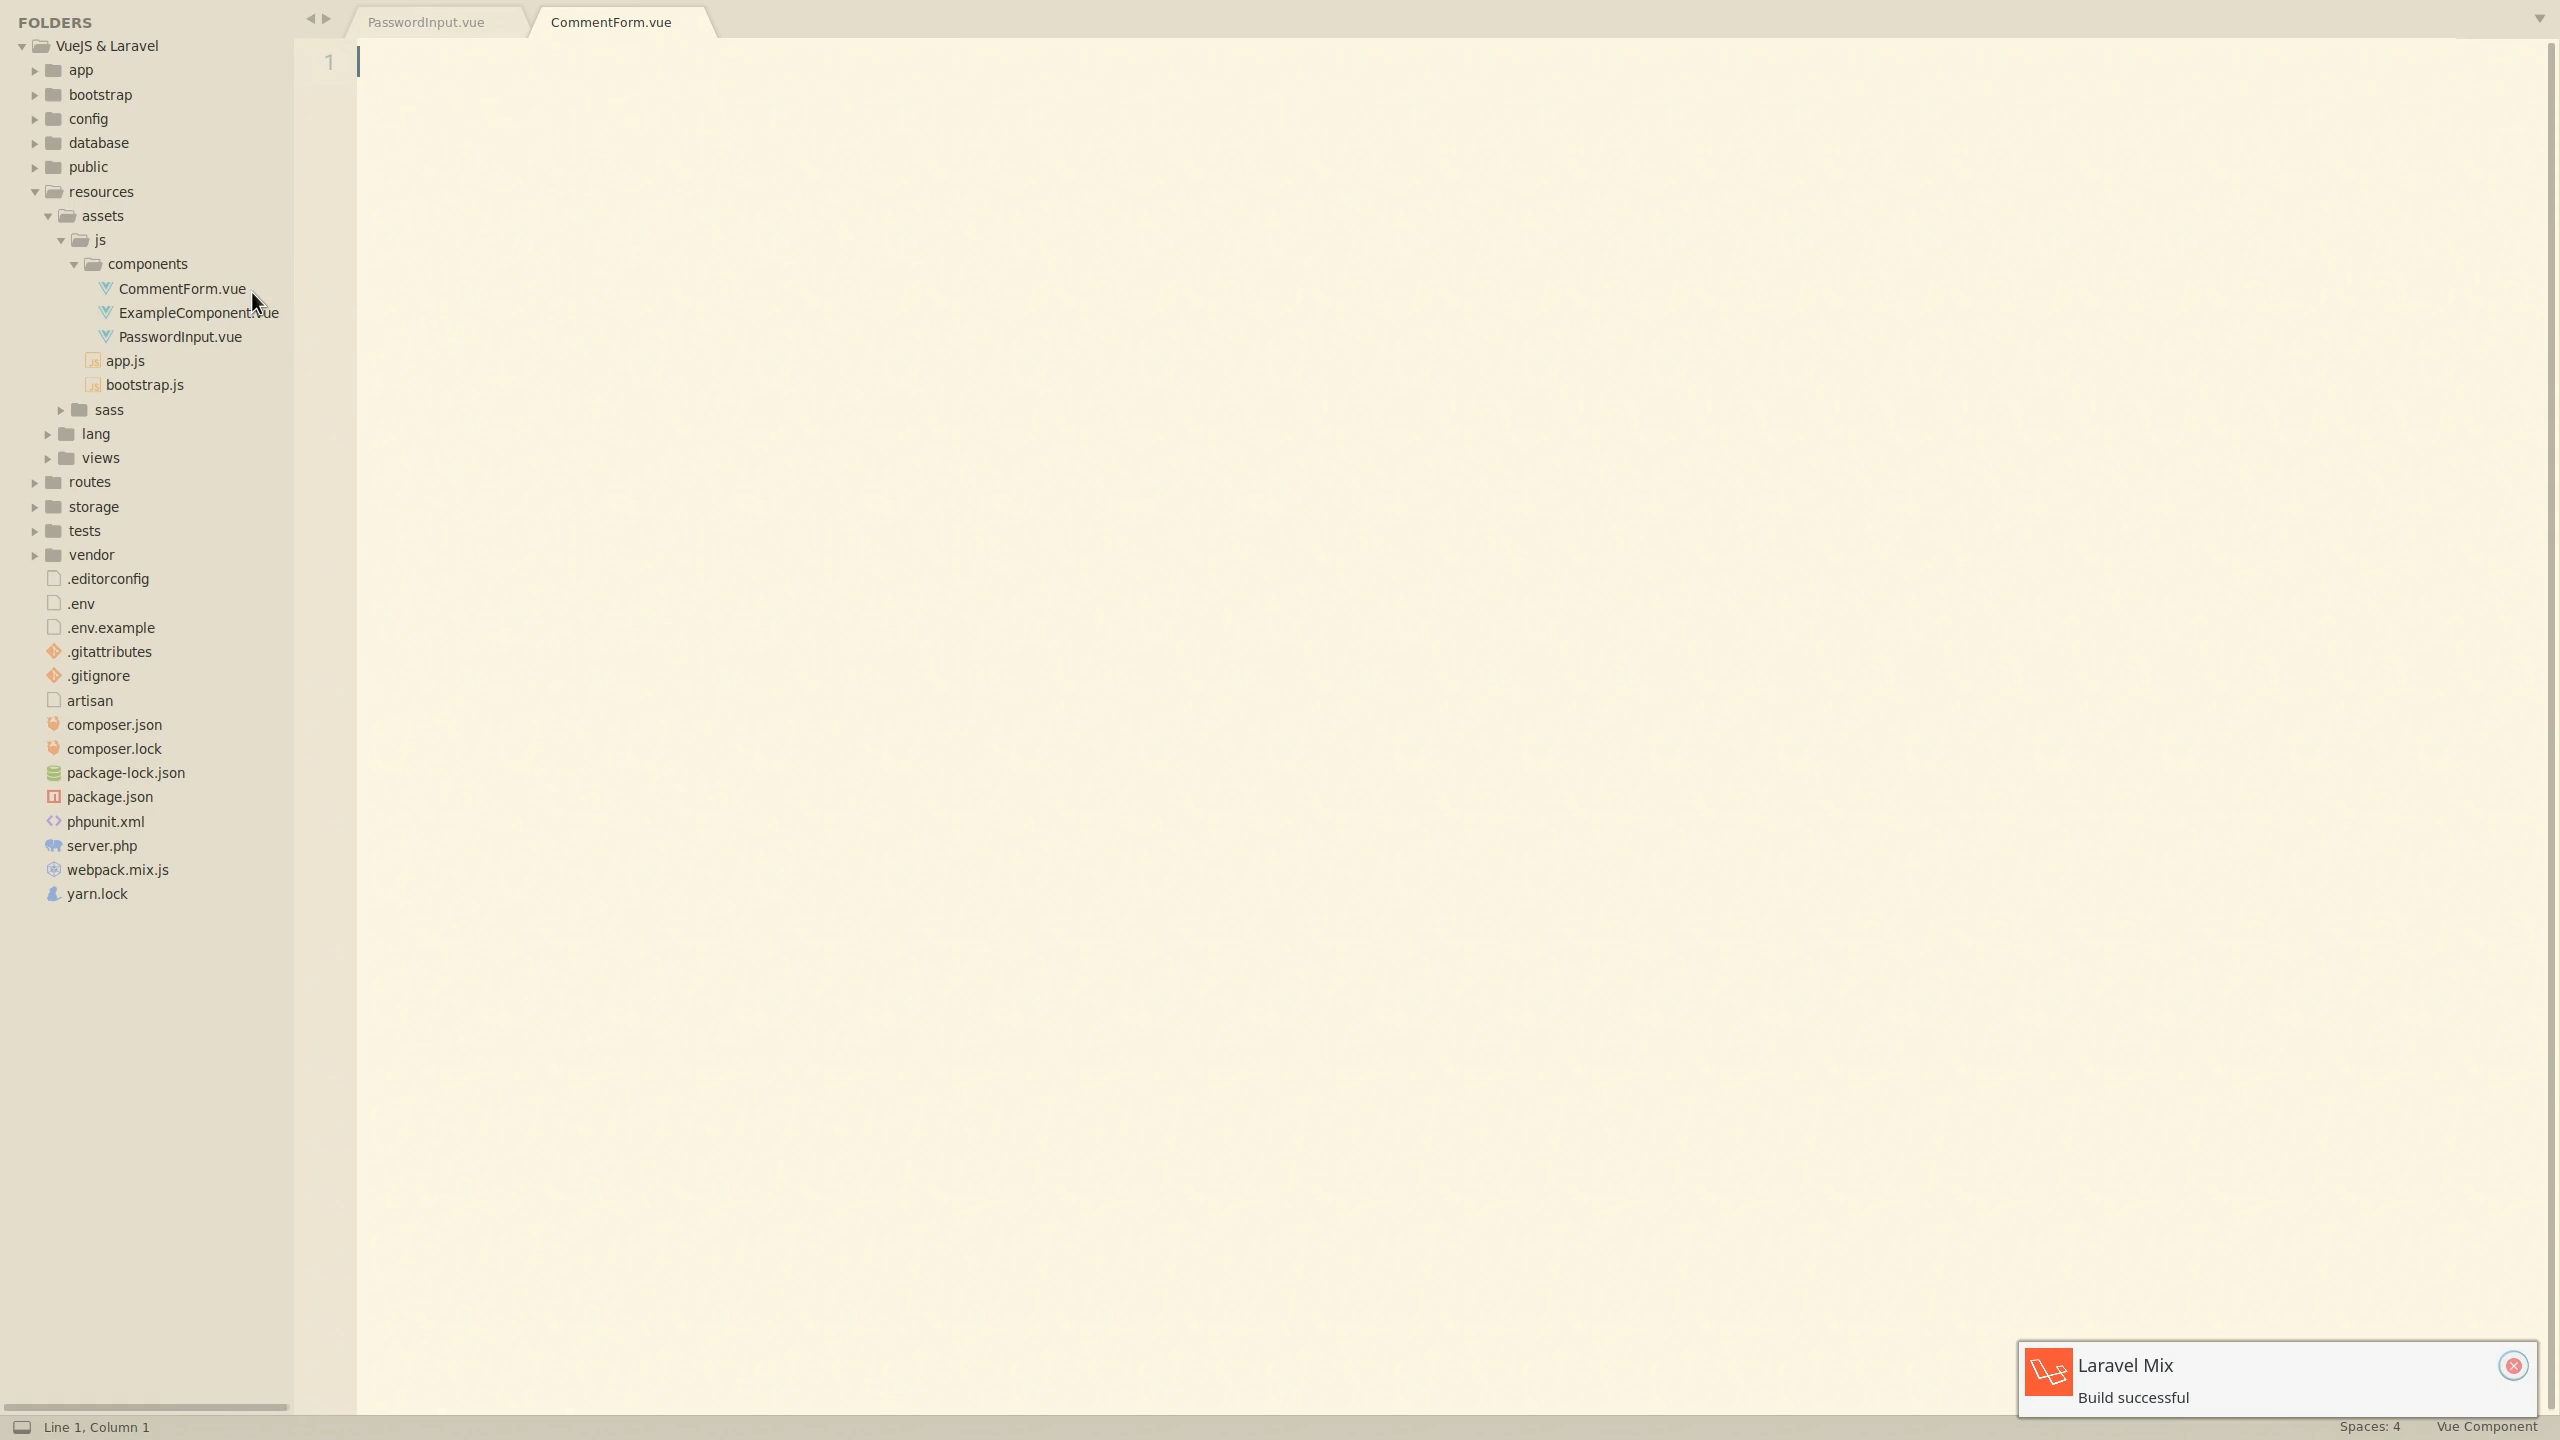 FOLDERS
VueJS & Laravel
app
bootstrap
config
database
public
resources
assets
js
components
CommentForm.vue
ExampleComponent.vue
PasswordInput.vue
app.js
bootstrap.js
sass
lang
views
routes
storage
tests
vendor
.editorconfig
.env
.env.example
.gitattributes
.gitignore
artisan
composer.json
composer.lock
package-lock.json
package.json
phpunit.xml
server.php
webpack.mix.js
yarn.lock
PasswordInput.vue
CommentForm.vue
1
Laravel Mix
Build successful
Line 1, Column 1
Spaces: 4
Vue Component